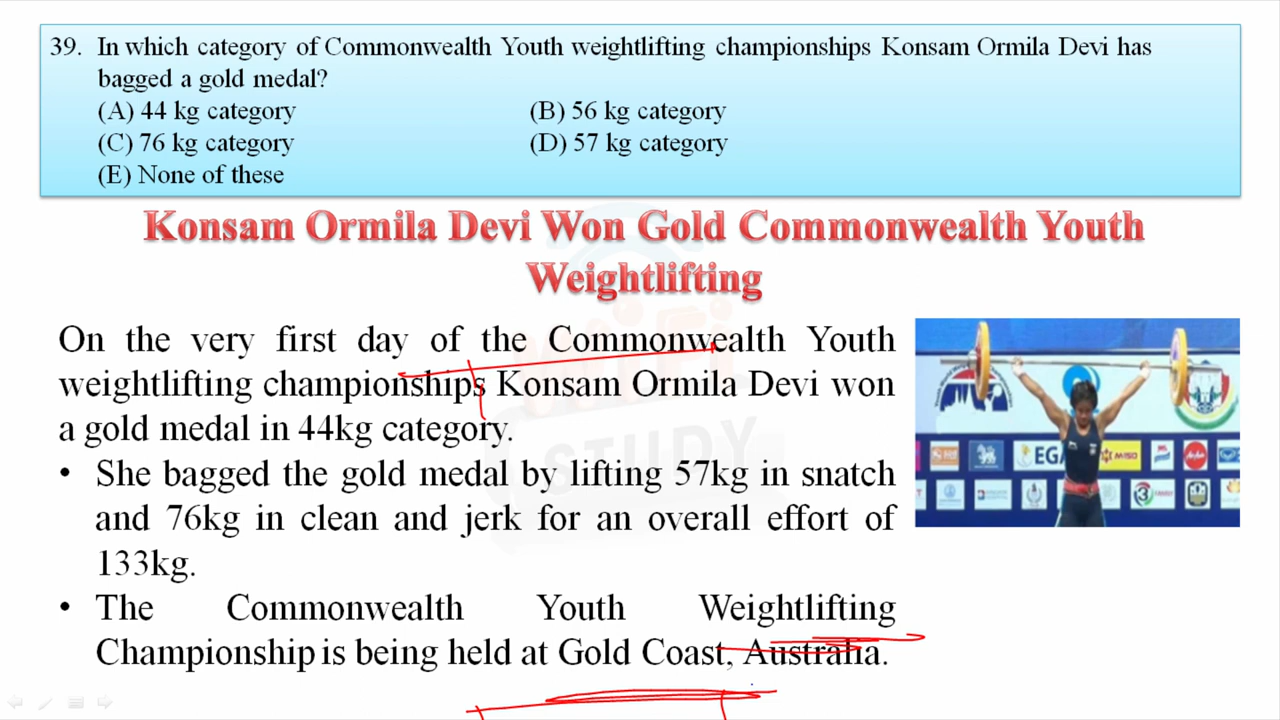 39. In which category of Commonwealth Youth weightlifting championships Konsam Ormila Devi has
bagged a gold medal?
(A) 44 kg category (B) 56 kg category
(C) 76 kg category (D) 57 kg category
(E) None of these
Konsam Ormila Devi Won Gold Commonwealth Youth
Weightlifting
On the very first day of the Commonwealth Youth
weightlifting championships Konsam Ormila Devi won
a gold medal in 44kg category.
• She bagged the gold medal by lifting 57kg in snatch
and 76kg in clean and jerk for an overall effort of
133kg.
• The Commonwealth Youth Weightlifting
Championship is being held at Gold Coast, Australia.
STUDY
EGA
MASO